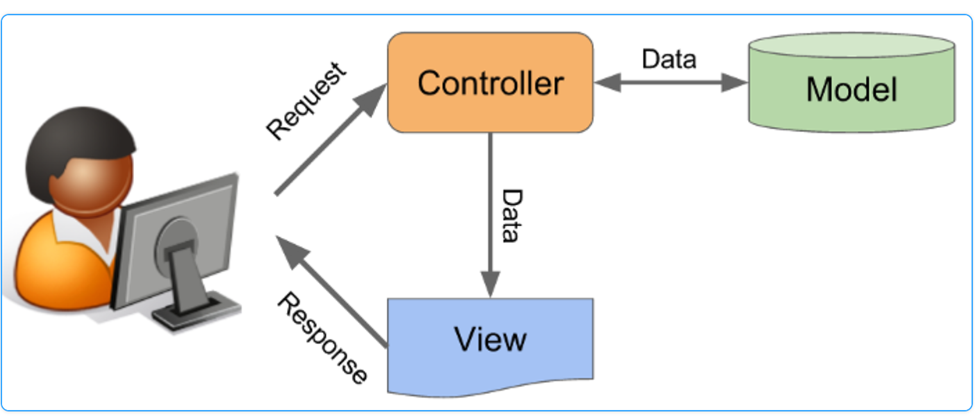 Request
Controller
Data
Model
Data
Response
View